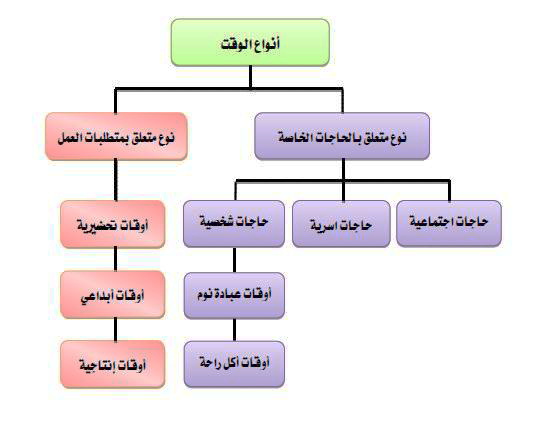 أنواع الوقت
نوع متعلق بالحاجات الخاصة
نوع متعلق بمتطلبات العمل
حاجات اجتماعية
حاجات اسرية
حاجات شخصية
أوقات تحضيرية
أوقات عبادة نوم
أوقات أبداعي
أوقات أكل راحة
أوقات إنتاجية